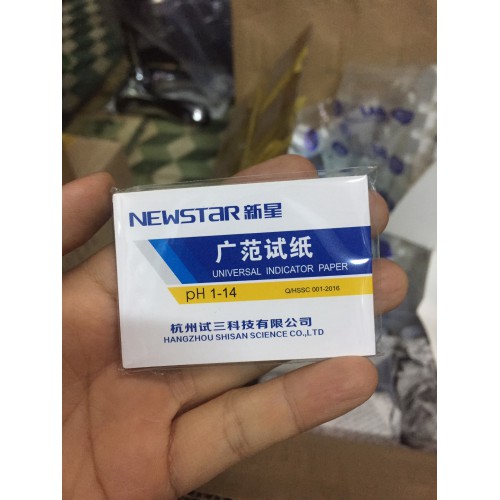 NEWSTAR 新星
广范试纸
UNIVERSAL INDICATOR PAPER
pH 1-14
Q/HSSC 001-2016
杭州试三科技有限公司
HANGZHOU SHISAN SCIENCE CO.,LTD